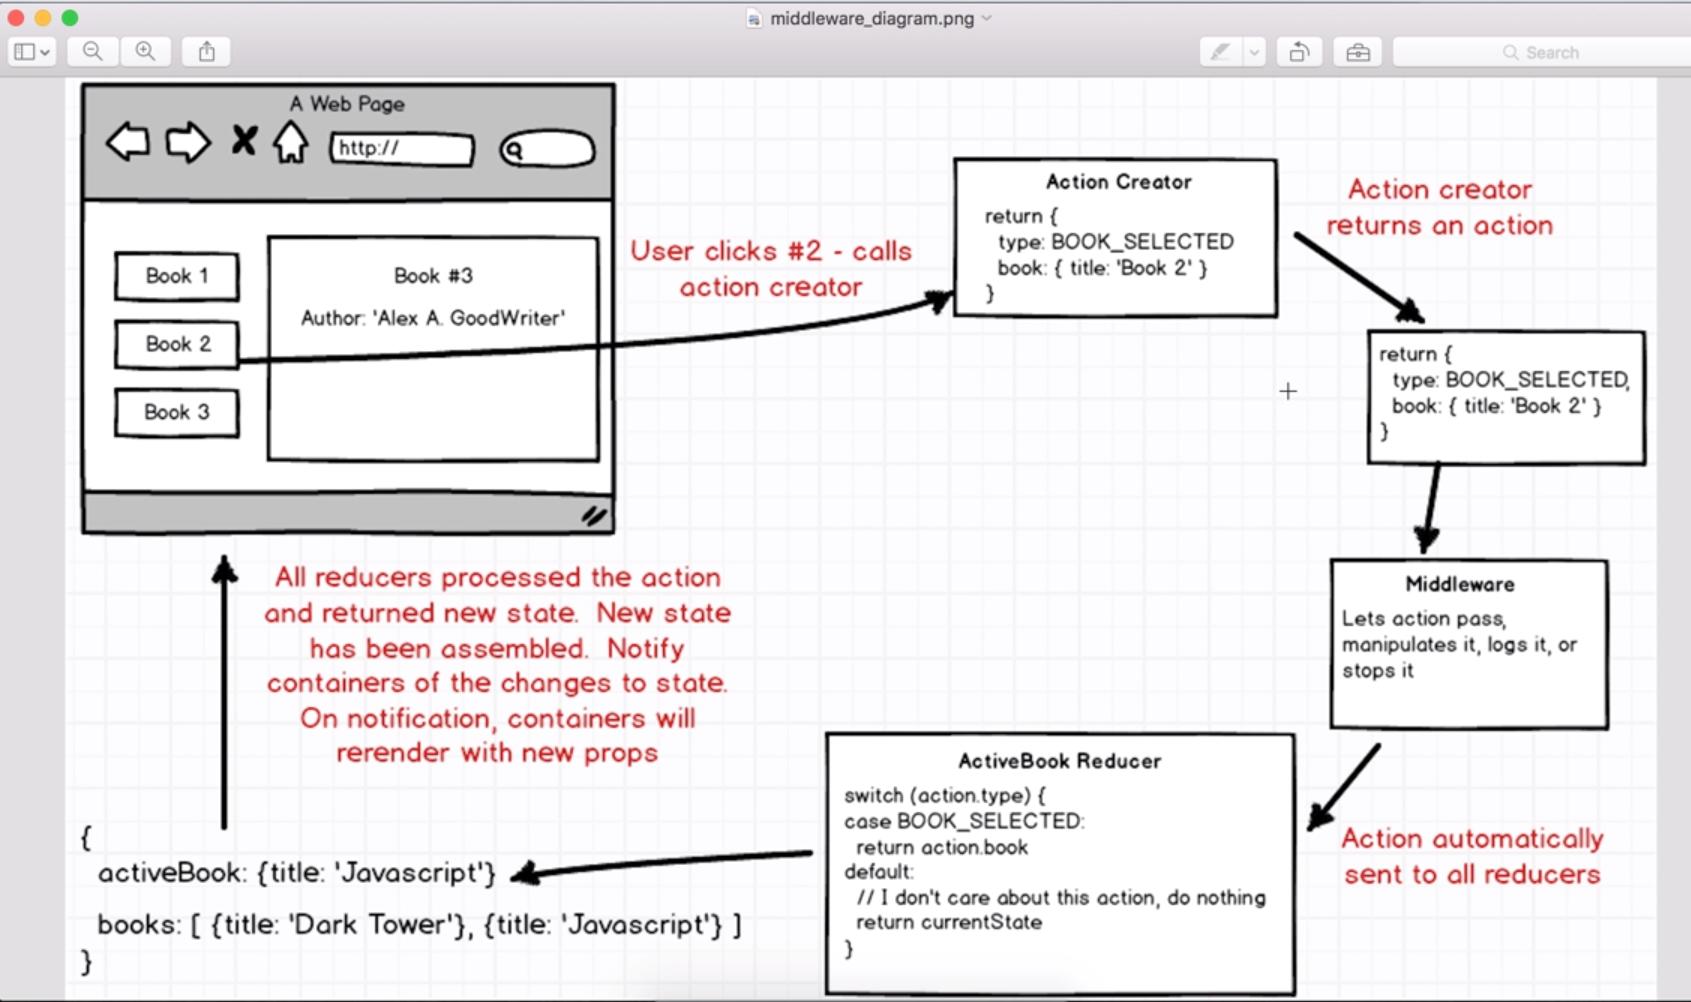 middleware_diagram.png
Search
A Web Page
http://
Book 1
Book 2
Book 3
Book #3
Author: 'Alex A. GoodWriter'
User clicks #2 - calls
action creator
Action Creator
return {
type: BOOK_SELECTED
book: { title: 'Book 2' }
}
Action creator
returns an action
return {
type: BOOK_SELECTED,
book: { title: 'Book 2' }
}
Middleware
Lets action pass,
manipulates it, logs it, or
stops it
Action automatically
sent to all reducers
ActiveBook Reducer
switch (action.type) {
case BOOK_SELECTED:
return action.book
default:
// I don't care about this action, do nothing
return currentState
}
{
activeBook: {title: 'Javascript'}
books: [ {title: 'Dark Tower'}, {title: 'Javascript'} ]
}
All reducers processed the action
and returned new state. New state
has been assembled. Notify
containers of the changes to state.
On notification, containers will
rerender with new props